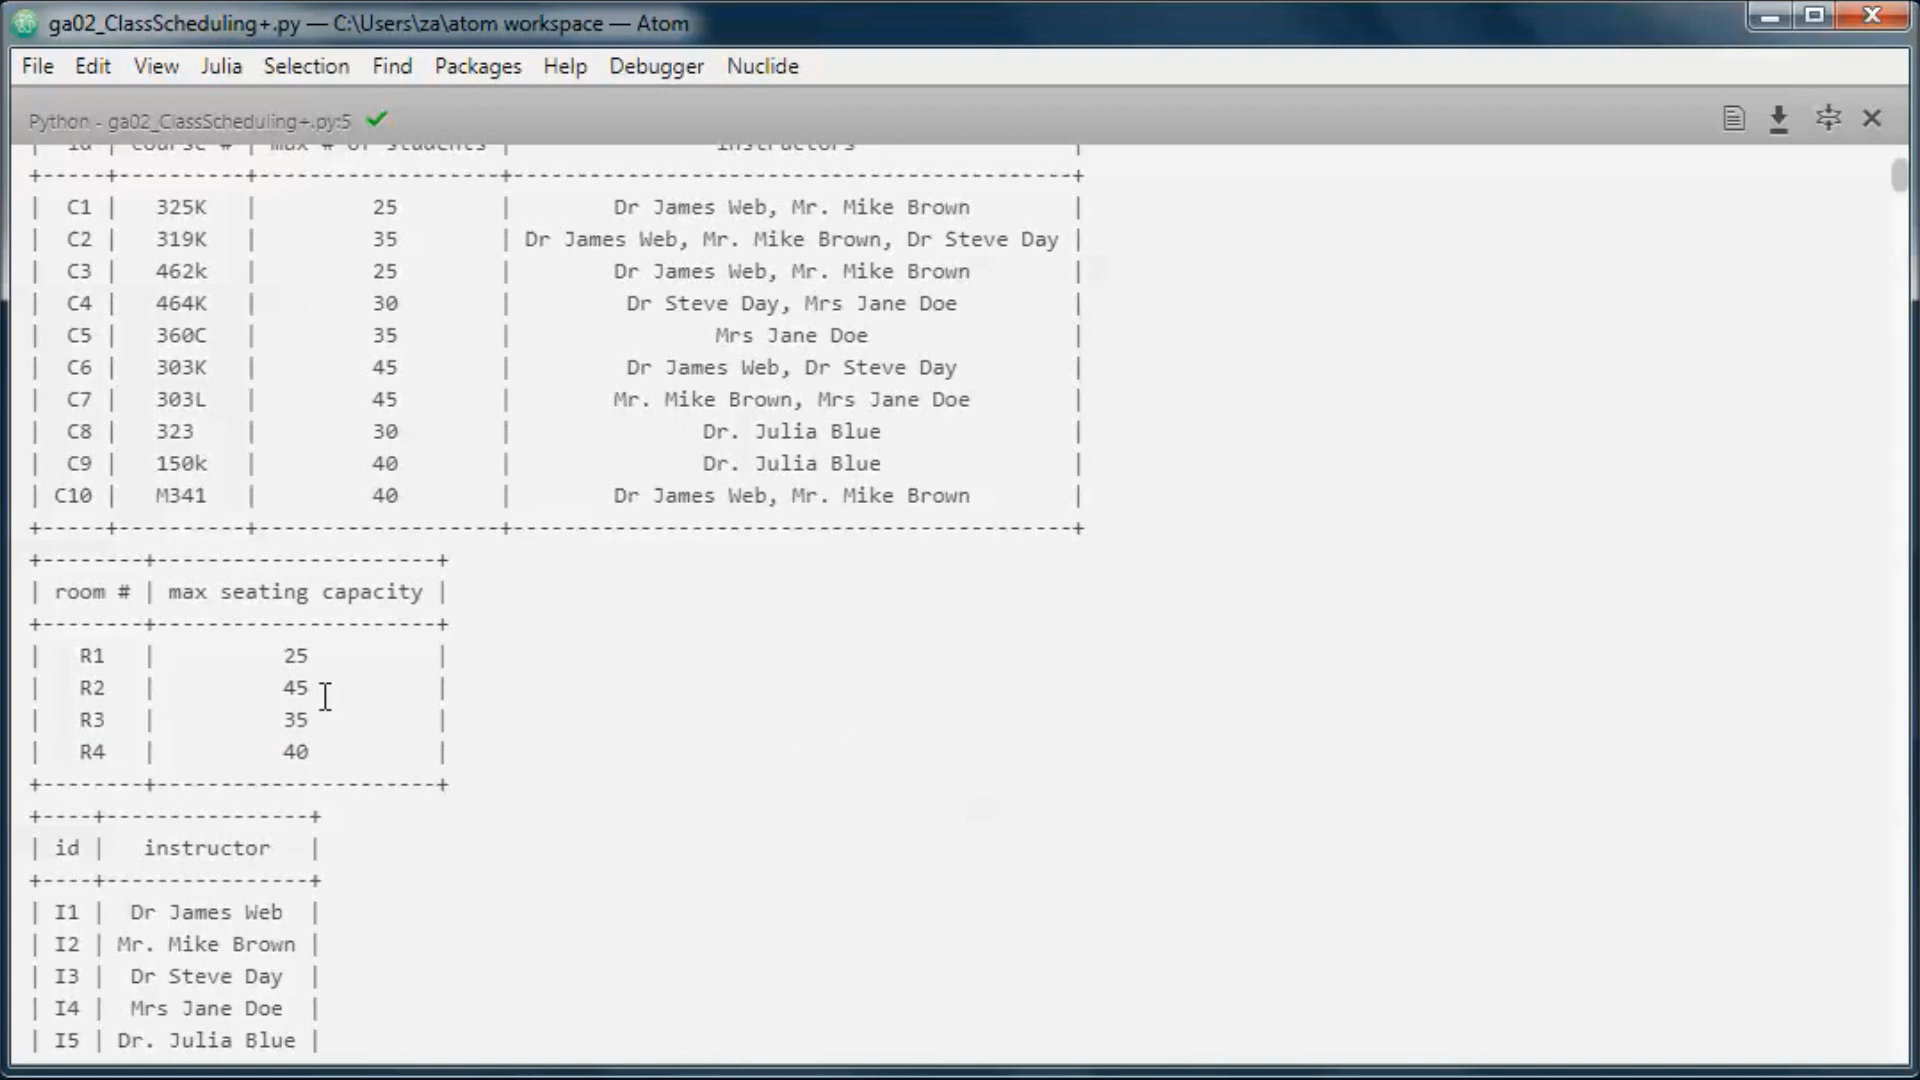 ga02_ClassScheduling+.py — C:\Users\za\atom workspace — Atom
File Edit View Julia Selection Find Packages Help Debugger Nuclide
Python - ga02_ClassScheduling+.py:5
| id | course # | max # of students | instructors |
+-----+----------+-------------------+--------------------------------------------+
| C1 | 325K | 25 | Dr James Web, Mr. Mike Brown |
| C2 | 319K | 35 | Dr James Web, Mr. Mike Brown, Dr Steve Day |
| C3 | 462k | 25 | Dr James Web, Mr. Mike Brown |
| C4 | 464K | 30 | Dr Steve Day, Mrs Jane Doe |
| C5 | 360C | 35 | Mrs Jane Doe |
| C6 | 303K | 45 | Dr James Web, Dr Steve Day |
| C7 | 303L | 45 | Mr. Mike Brown, Mrs Jane Doe |
| C8 | 323 | 30 | Dr. Julia Blue |
| C9 | 150k | 40 | Dr. Julia Blue |
| C10 | M341 | 40 | Dr James Web, Mr. Mike Brown |
+-----+----------+-------------------+--------------------------------------------+
+--------+----------------------+
| room # | max seating capacity |
+--------+----------------------+
| R1 | 25 |
| R2 | 45 |
| R3 | 35 |
| R4 | 40 |
+--------+----------------------+
+----+----------------+
| id | instructor |
+----+----------------+
| I1 | Dr James Web |
| I2 | Mr. Mike Brown |
| I3 | Dr Steve Day |
| I4 | Mrs Jane Doe |
| I5 | Dr. Julia Blue |